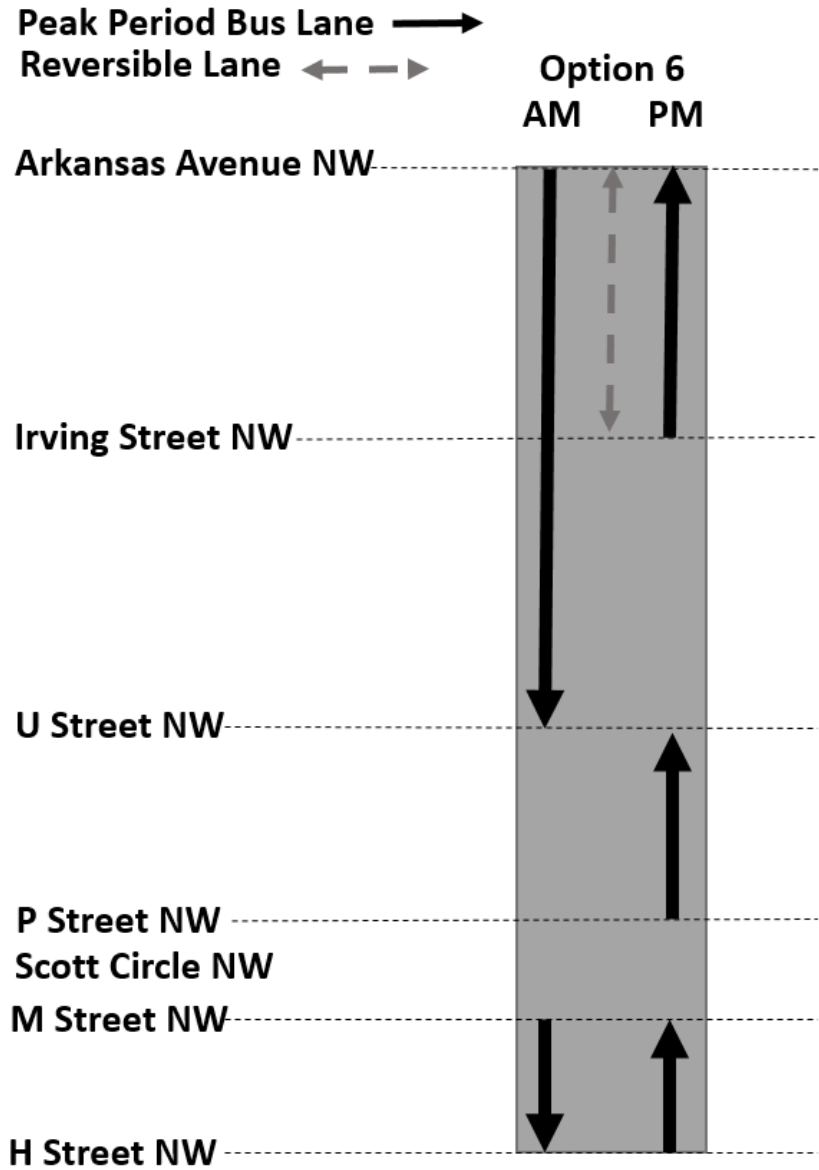 Peak Period Bus Lane
Reversible Lane
Option 6
AM PM
Arkansas Avenue NW
Irving Street NW
U Street NW
P Street NW
Scott Circle NW
M Street NW
H Street NW